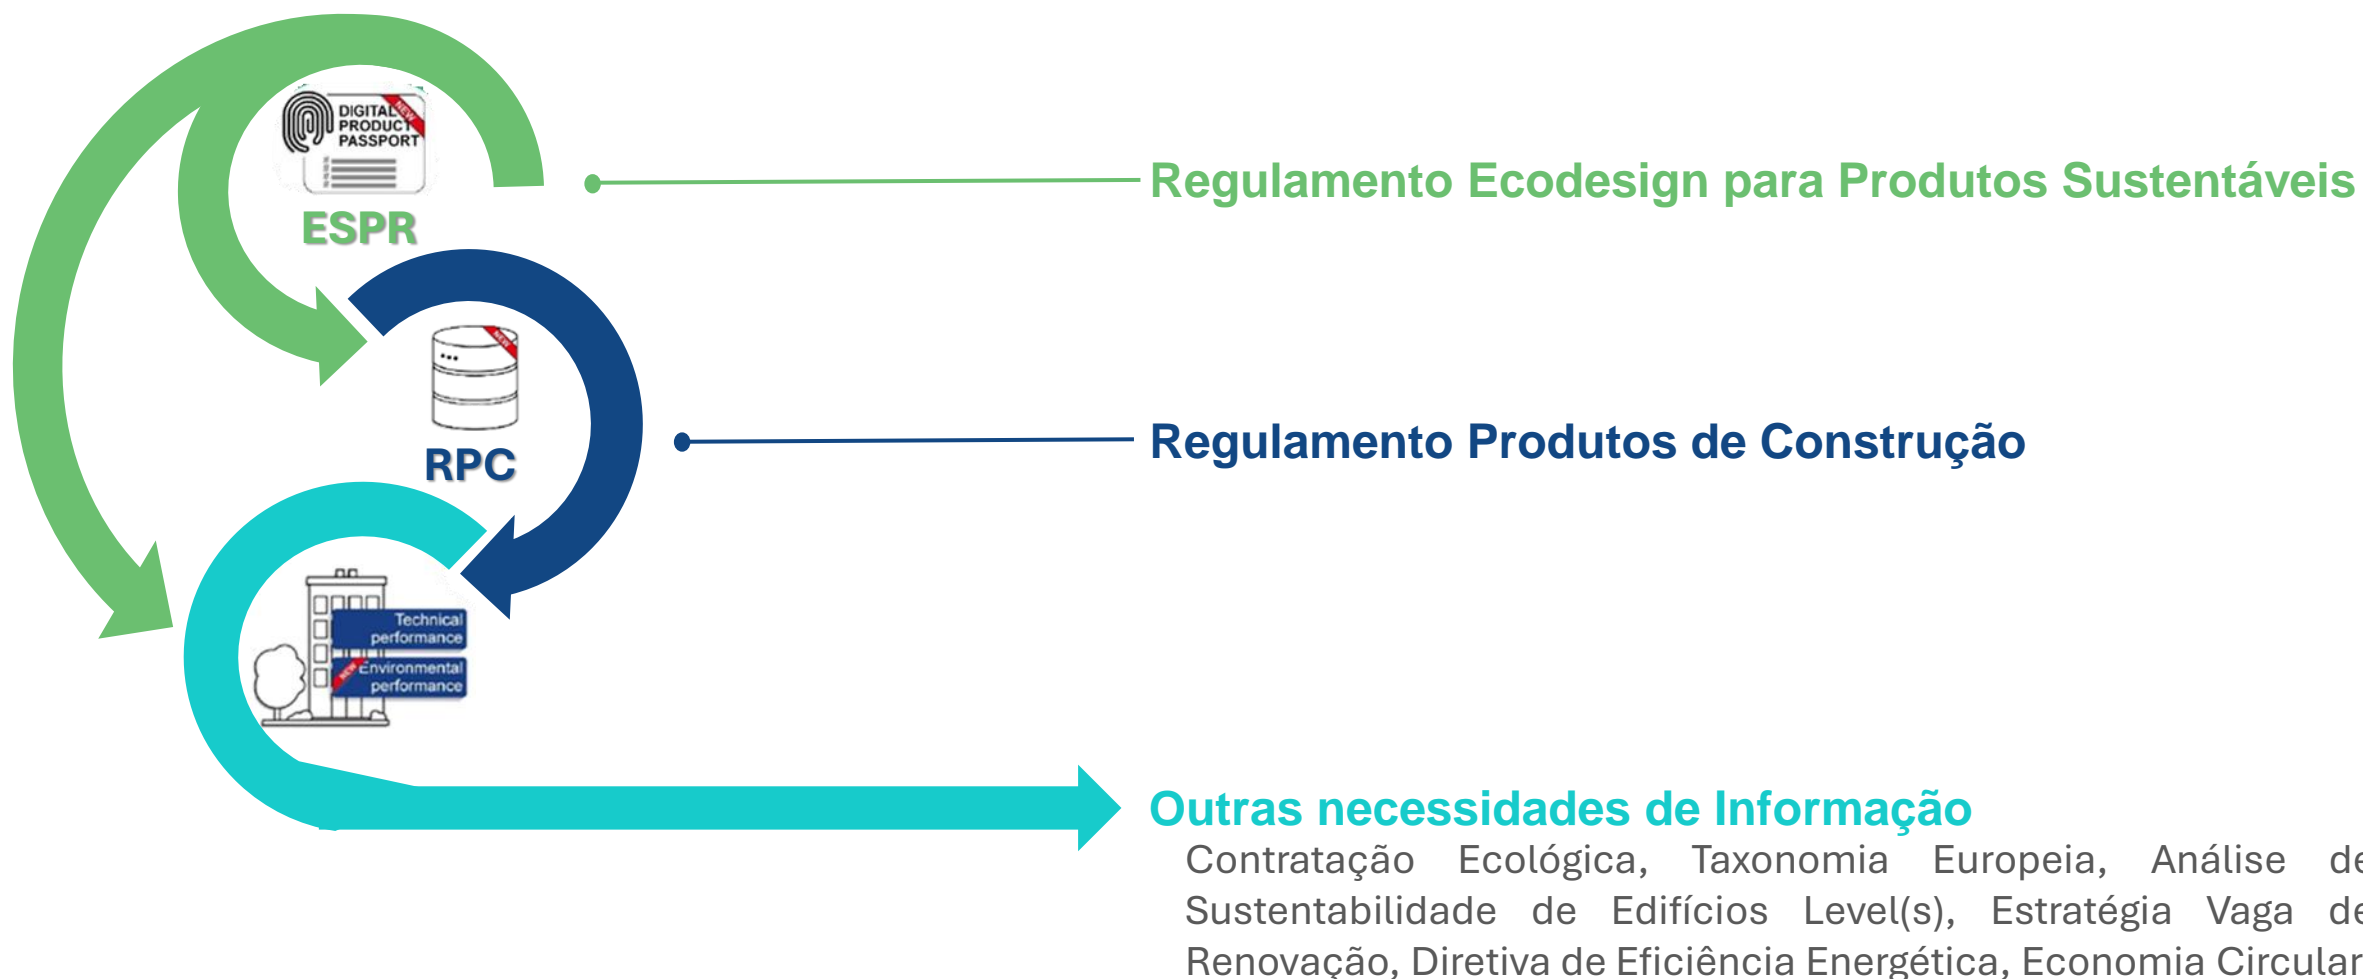 DIGITAL
PRODUCT
PASSPORT
NEW
ESPR
Regulamento Ecodesign para Produtos Sustentáveis
NEW
RPC
Regulamento Produtos de Construção
Technical
performance
NEW
Environmental
performance
Outras necessidades de Informação
Contratação Ecológica, Taxonomia Europeia, Análise de
Sustentabilidade de Edifícios Level(s), Estratégia Vaga de
Renovação, Diretiva de Eficiência Energética, Economia Circular